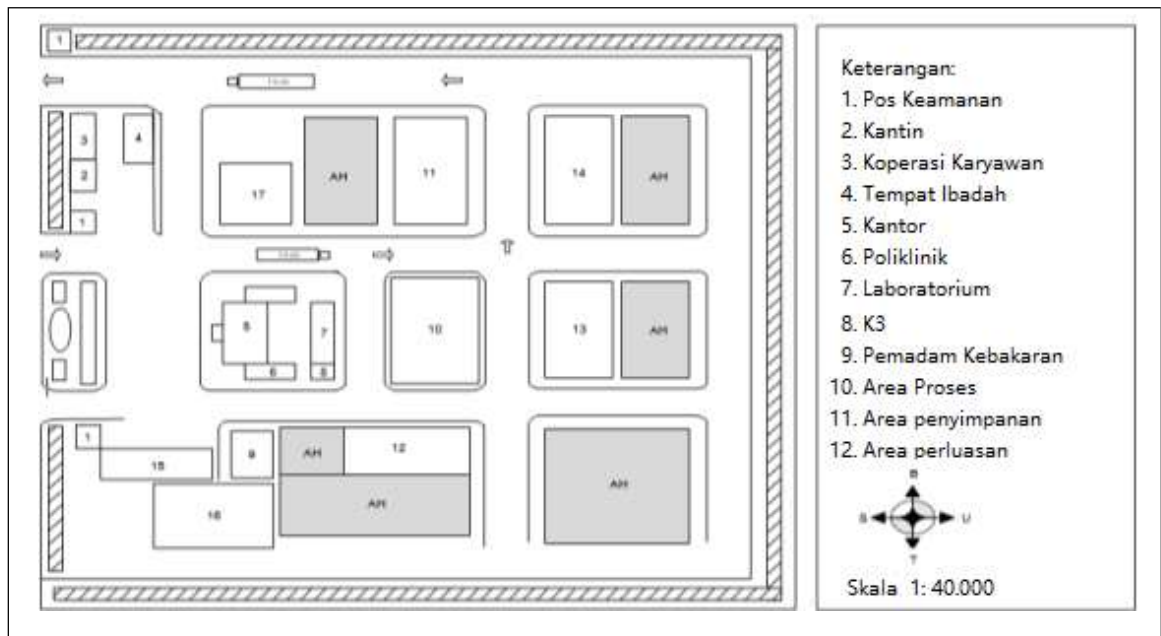 1
3
4
2
1
17
AH
11
14
AH
5
7
6
8
10
13
AH
1
15
16
9
AH
12
AH
AH
Keterangan:
1. Pos Keamanan
2. Kantin
3. Koperasi Karyawan
4. Tempat Ibadah
5. Kantor
6. Poliklinik
7. Laboratorium
8. K3
9. Pemadam Kebakaran
10. Area Proses
11. Area penyimpanan
12. Area perluasan
B
S U
T
Skala 1: 40.000